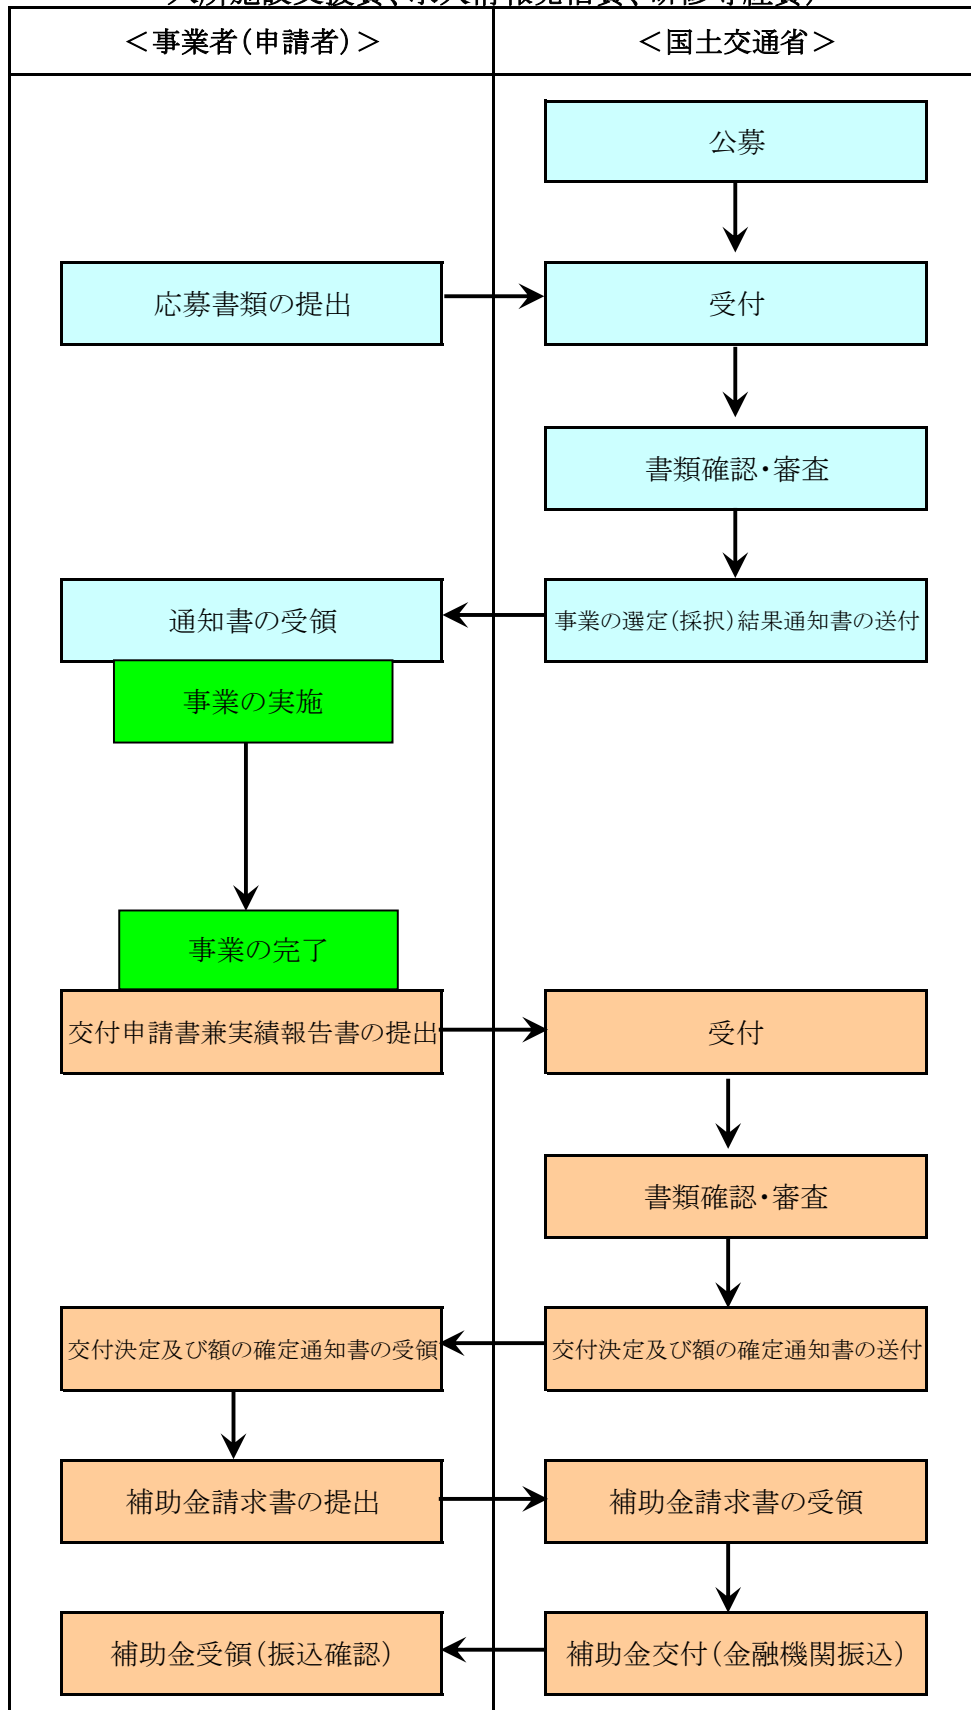 ＜事業者（申請者）＞
＜国土交通省＞
公募
応募書類の提出
受付
書類確認・審査
通知書の受領
事業の選定（採択）結果通知書の送付
事業の実施
事業の完了
交付申請書兼実績報告書の提出
受付
書類確認・審査
交付決定及び額の確定通知書の受領
交付決定及び額の確定通知書の送付
補助金請求書の提出
補助金請求書の受領
補助金受領（振込確認）
補助金交付（金融機関振込）